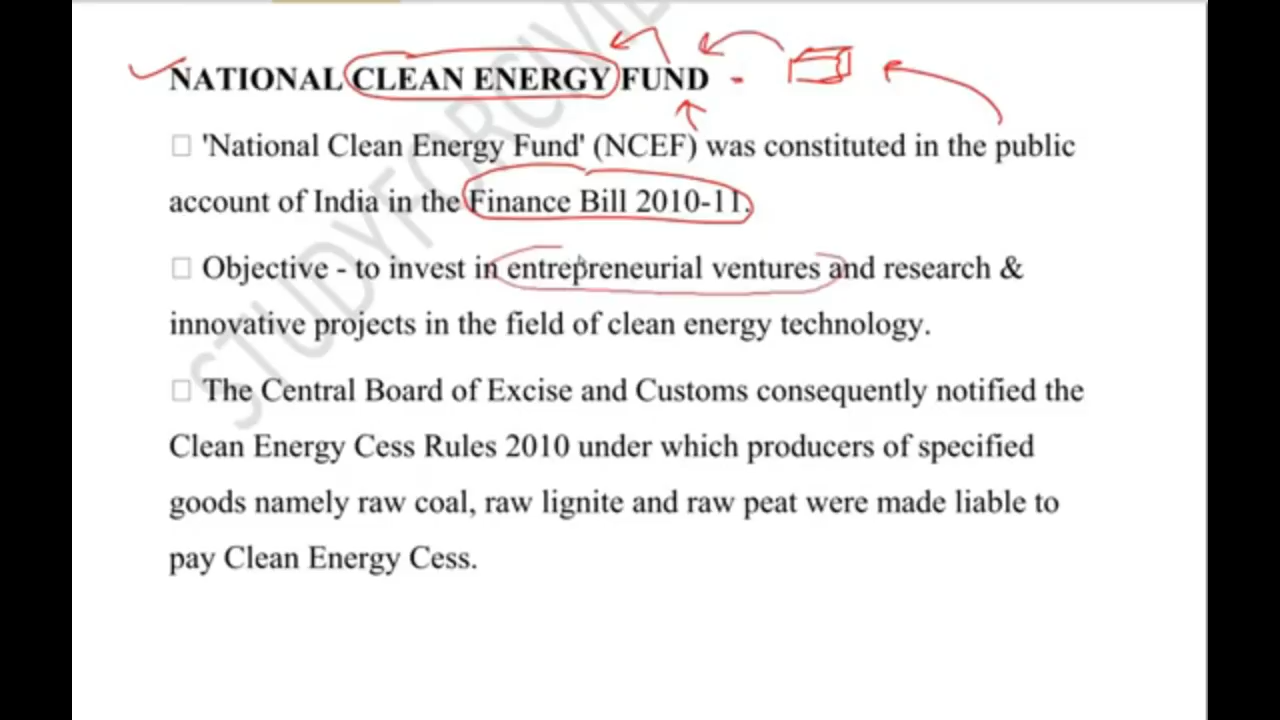 NATIONAL CLEAN ENERGY FUND -
'National Clean Energy Fund' (NCEF) was constituted in the public
account of India in the Finance Bill 2010-11.
Objective - to invest in entrepreneurial ventures and research &
innovative projects in the field of clean energy technology.
The Central Board of Excise and Customs consequently notified the
Clean Energy Cess Rules 2010 under which producers of specified
goods namely raw coal, raw lignite and raw peat were made liable to
pay Clean Energy Cess.
STUDYFORCIVIL